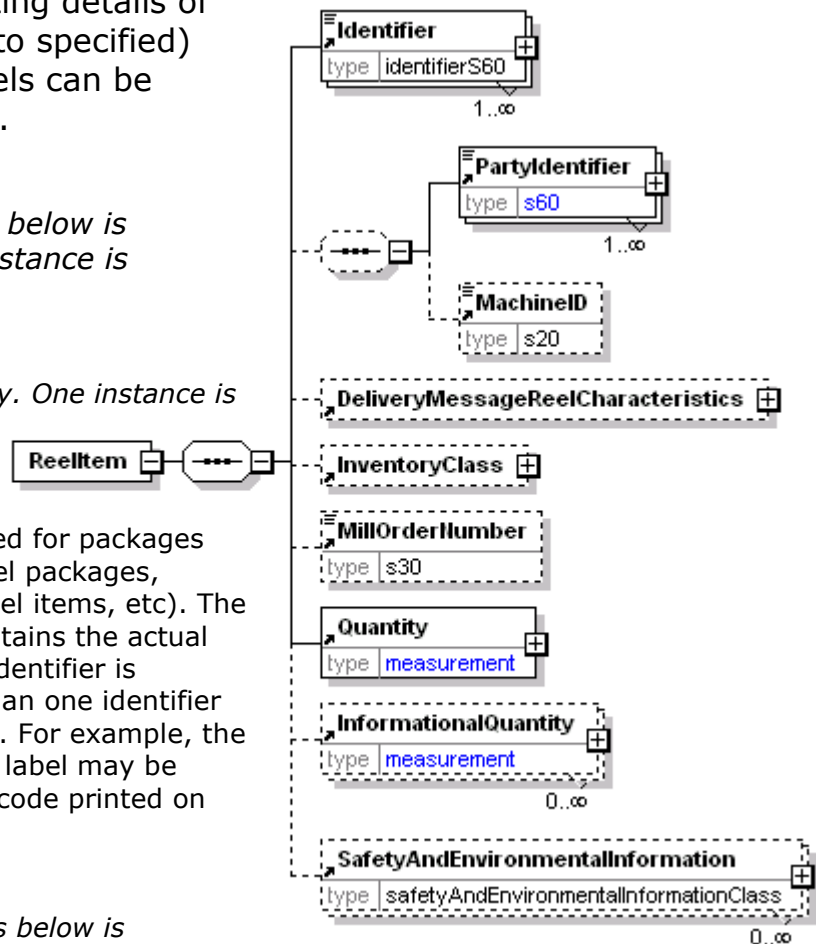 ting details of
to specified)
els can be
.
below is
stance is
y. One instance is
ed for packages
el packages,
el items, etc). The
tains the actual
dentifier is
an one identifier
. For example, the
label may be
code printed on
s below is
ReelItem
Identifier
type identifierS60
1..∞
PartyIdentifier
type s60
1..∞
MachineID
type s20
DeliveryMessageReelCharacteristics
InventoryClass
MillOrderNumber
type s30
Quantity
type measurement
InformationalQuantity
type measurement
0..∞
SafetyAndEnvironmentalInformation
type safetyAndEnvironmentalInformationClass
0..∞